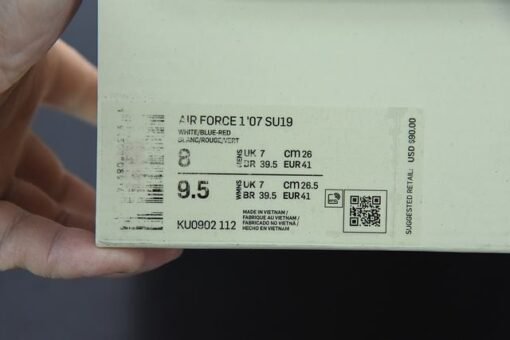 AIR FORCE 1 '07 SU19
WHITE/BLUE-RED
BLANC/ROUGE/VERT
8 MENS UK 7 cm 26
BR 39.5 EUR 41
9.5 WMNS UK 7 cm 26.5
BR 39.5 EUR 41
KU0902 112
MADE IN VIETNAM /
FABRIQUE AU VIETNAM /
FABRICADO NO VIETNÃ /
HECHO EN VIETNAM
SUGGESTED RETAIL: USD $90.00